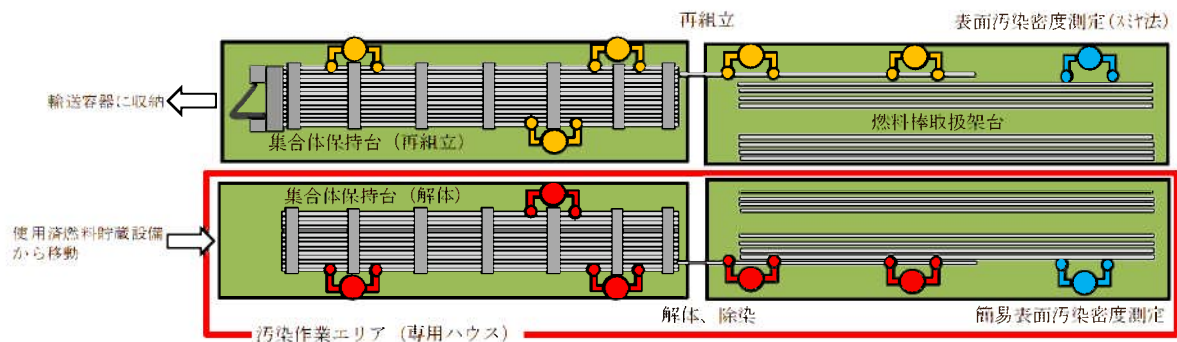 再組立
表面汚染密度測定(スミヤ法)
輸送容器に収納
集合体保持台（再組立）
燃料棒取扱架台
集合体保持台（解体）
使用済燃料貯蔵設備
から移動
解体、除染
簡易表面汚染密度測定
汚染作業エリア（専用ハウス）